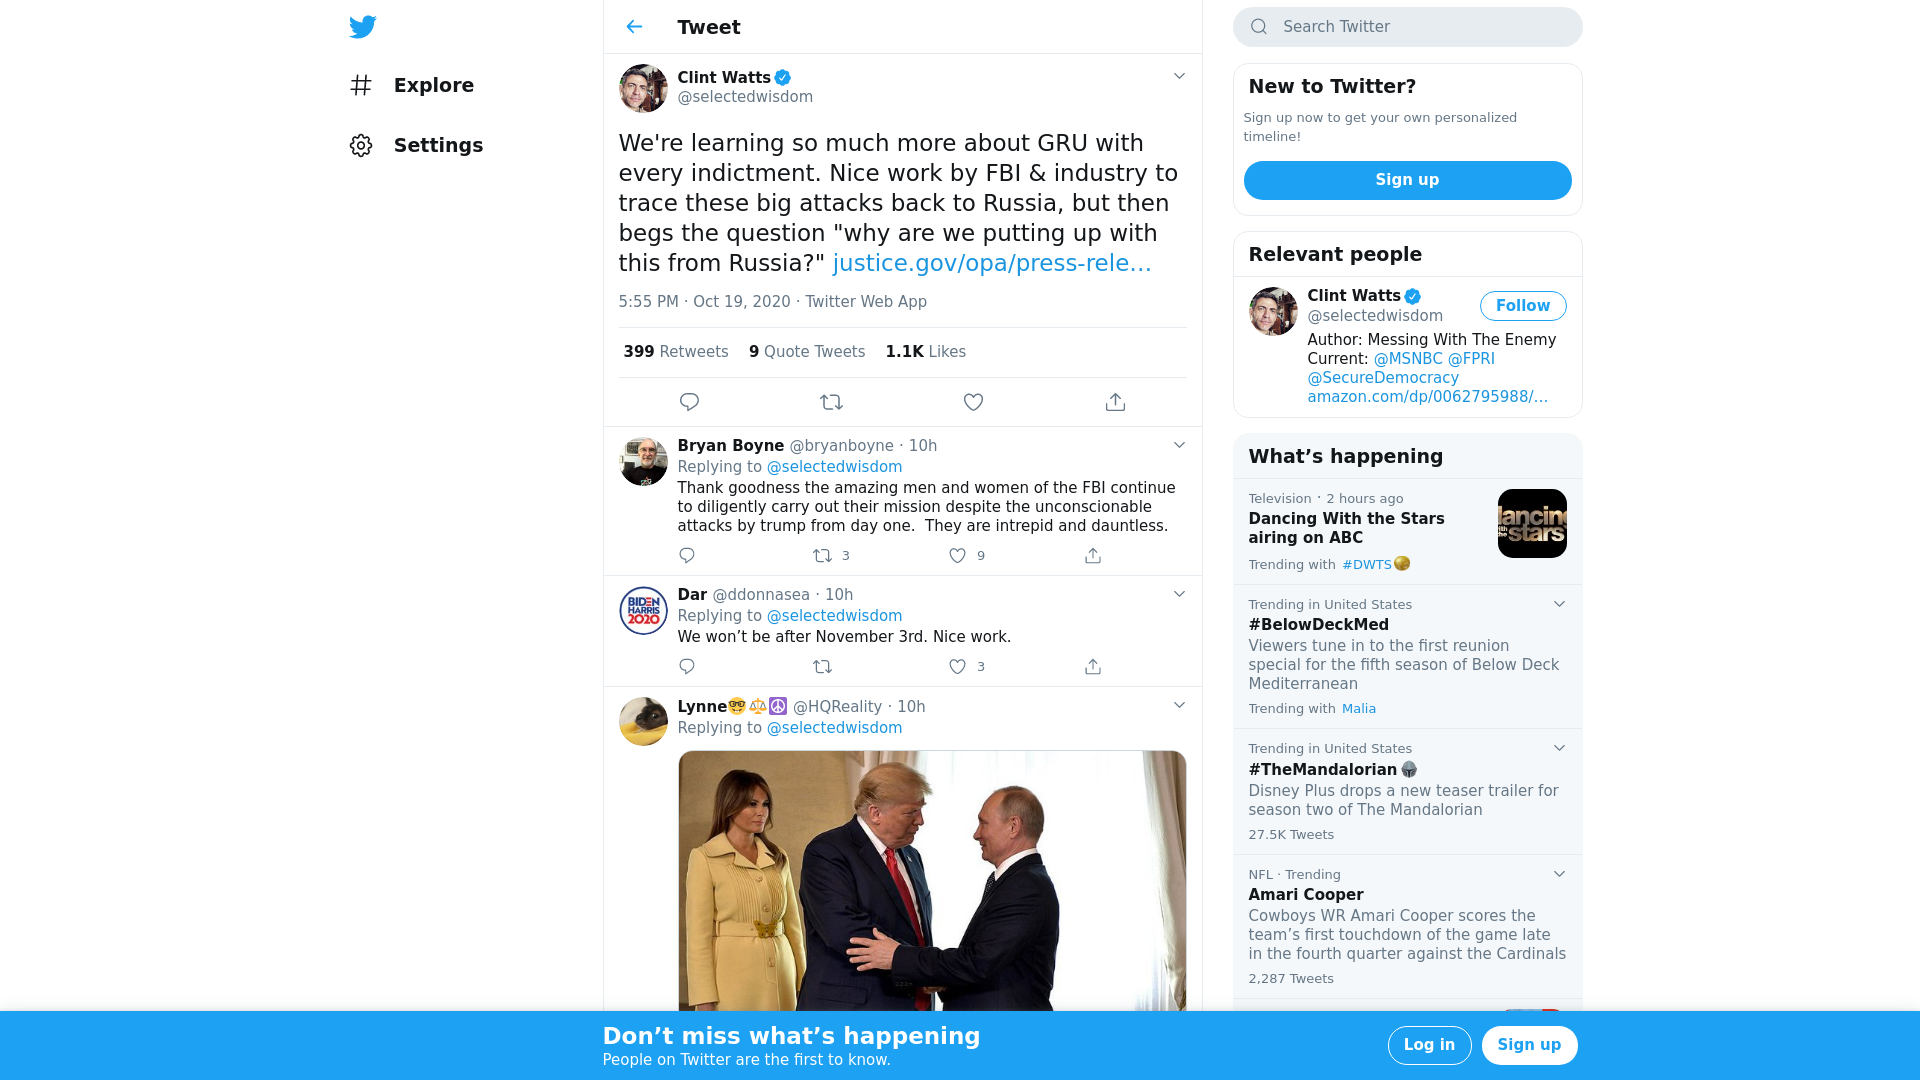 Explore
Settings
Tweet
Clint Watts
@selectedwisdom
We're learning so much more about GRU with
every indictment. Nice work by FBI & industry to
trace these big attacks back to Russia, but then
begs the question "why are we putting up with
this from Russia?" justice.gov/opa/press-rele…
5:55 PM · Oct 19, 2020 · Twitter Web App
399 Retweets 9 Quote Tweets 1.1K Likes
Bryan Boyne @bryanboyne · 10h
Replying to @selectedwisdom
Thank goodness the amazing men and women of the FBI continue
to diligently carry out their mission despite the unconscionable
attacks by trump from day one.  They are intrepid and dauntless.
3 9
BIDEN
HARRIS
2020
Dar @ddonnasea · 10h
Replying to @selectedwisdom
We won’t be after November 3rd. Nice work.
3
Lynne🤓⚖️☮️ @HQReality · 10h
Replying to @selectedwisdom
Search Twitter
New to Twitter?
Sign up now to get your own personalized
timeline!
Sign up
Relevant people
Clint Watts
@selectedwisdom
Follow
Author: Messing With The Enemy
Current: @MSNBC @FPRI
@SecureDemocracy
amazon.com/dp/0062795988/…
What’s happening
Television · 2 hours ago
Dancing With the Stars
airing on ABC
Trending with #DWTS
dancing
with the stars
Trending in United States
#BelowDeckMed
Viewers tune in to the first reunion
special for the fifth season of Below Deck
Mediterranean
Trending with Malia
Trending in United States
#TheMandalorian
Disney Plus drops a new teaser trailer for
season two of The Mandalorian
27.5K Tweets
NFL · Trending
Amari Cooper
Cowboys WR Amari Cooper scores the
team’s first touchdown of the game late
in the fourth quarter against the Cardinals
2,287 Tweets
Don’t miss what’s happening
People on Twitter are the first to know.
Log in
Sign up